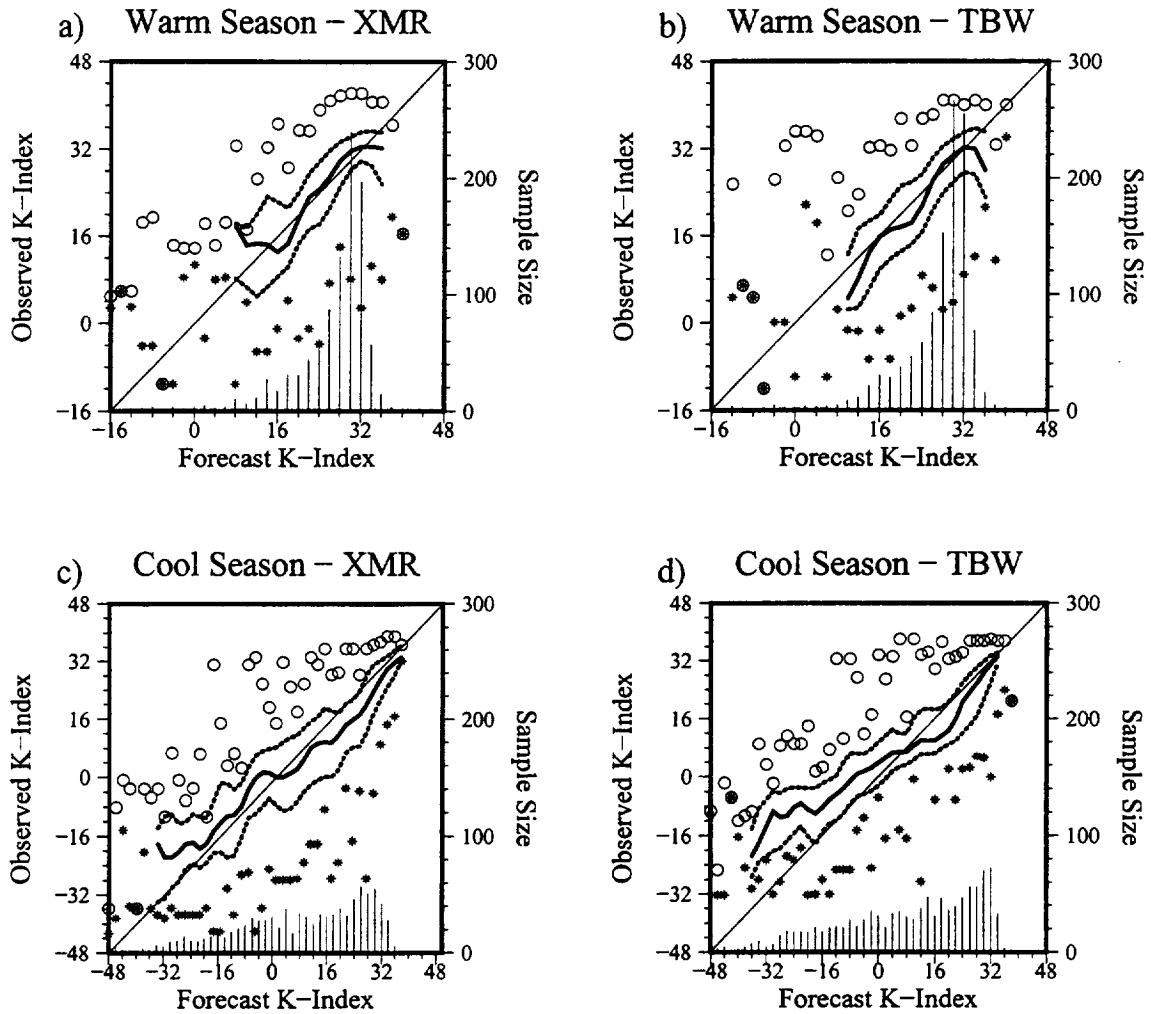 a) Warm Season – XMR
48
32
16
0
−16
Observed K−Index
300
200
100
0
Sample Size
−16 0 16 32 48
Forecast K−Index
b) Warm Season – TBW
48
32
16
0
−16
Observed K−Index
300
200
100
0
Sample Size
−16 0 16 32 48
Forecast K−Index
c) Cool Season – XMR
48
32
16
0
−16
−32
−48
Observed K−Index
300
200
100
0
Sample Size
−48 −32 −16 0 16 32 48
Forecast K−Index
d) Cool Season – TBW
48
32
16
0
−16
−32
−48
Observed K−Index
300
200
100
0
Sample Size
−48 −32 −16 0 16 32 48
Forecast K−Index